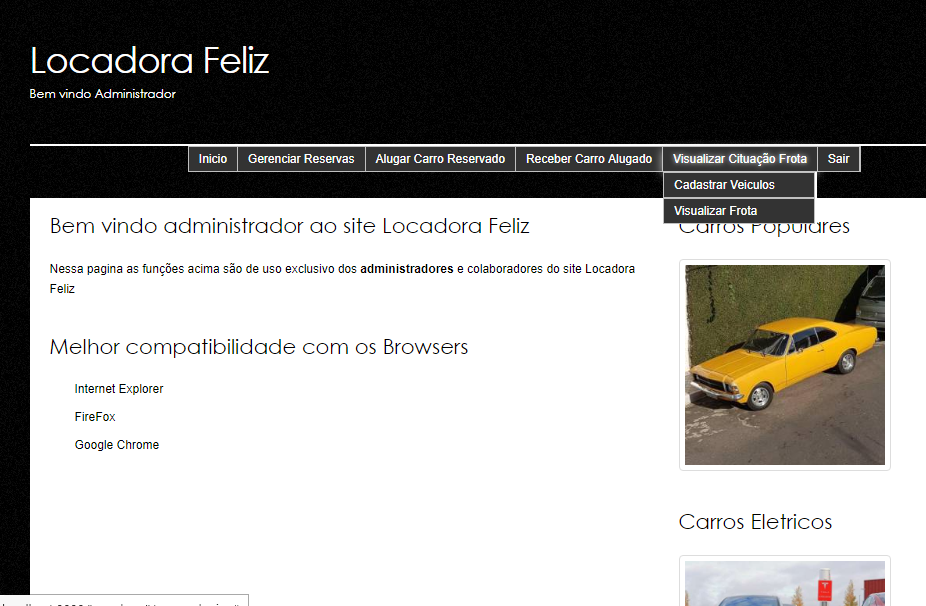 Locadora Feliz
Bem vindo Administrador
Inicio
Gerenciar Reservas
Alugar Carro Reservado
Receber Carro Alugado
Visualizar Cituação Frota
Sair
Cadastrar Veiculos
Visualizar Frota
Bem vindo administrador ao site Locadora Feliz
Nessa pagina as funções acima são de uso exclusivo dos administradores e colaboradores do site Locadora
Feliz
Melhor compatibilidade com os Browsers
Internet Explorer
FireFox
Google Chrome
Carros Populares
Carros Eletricos